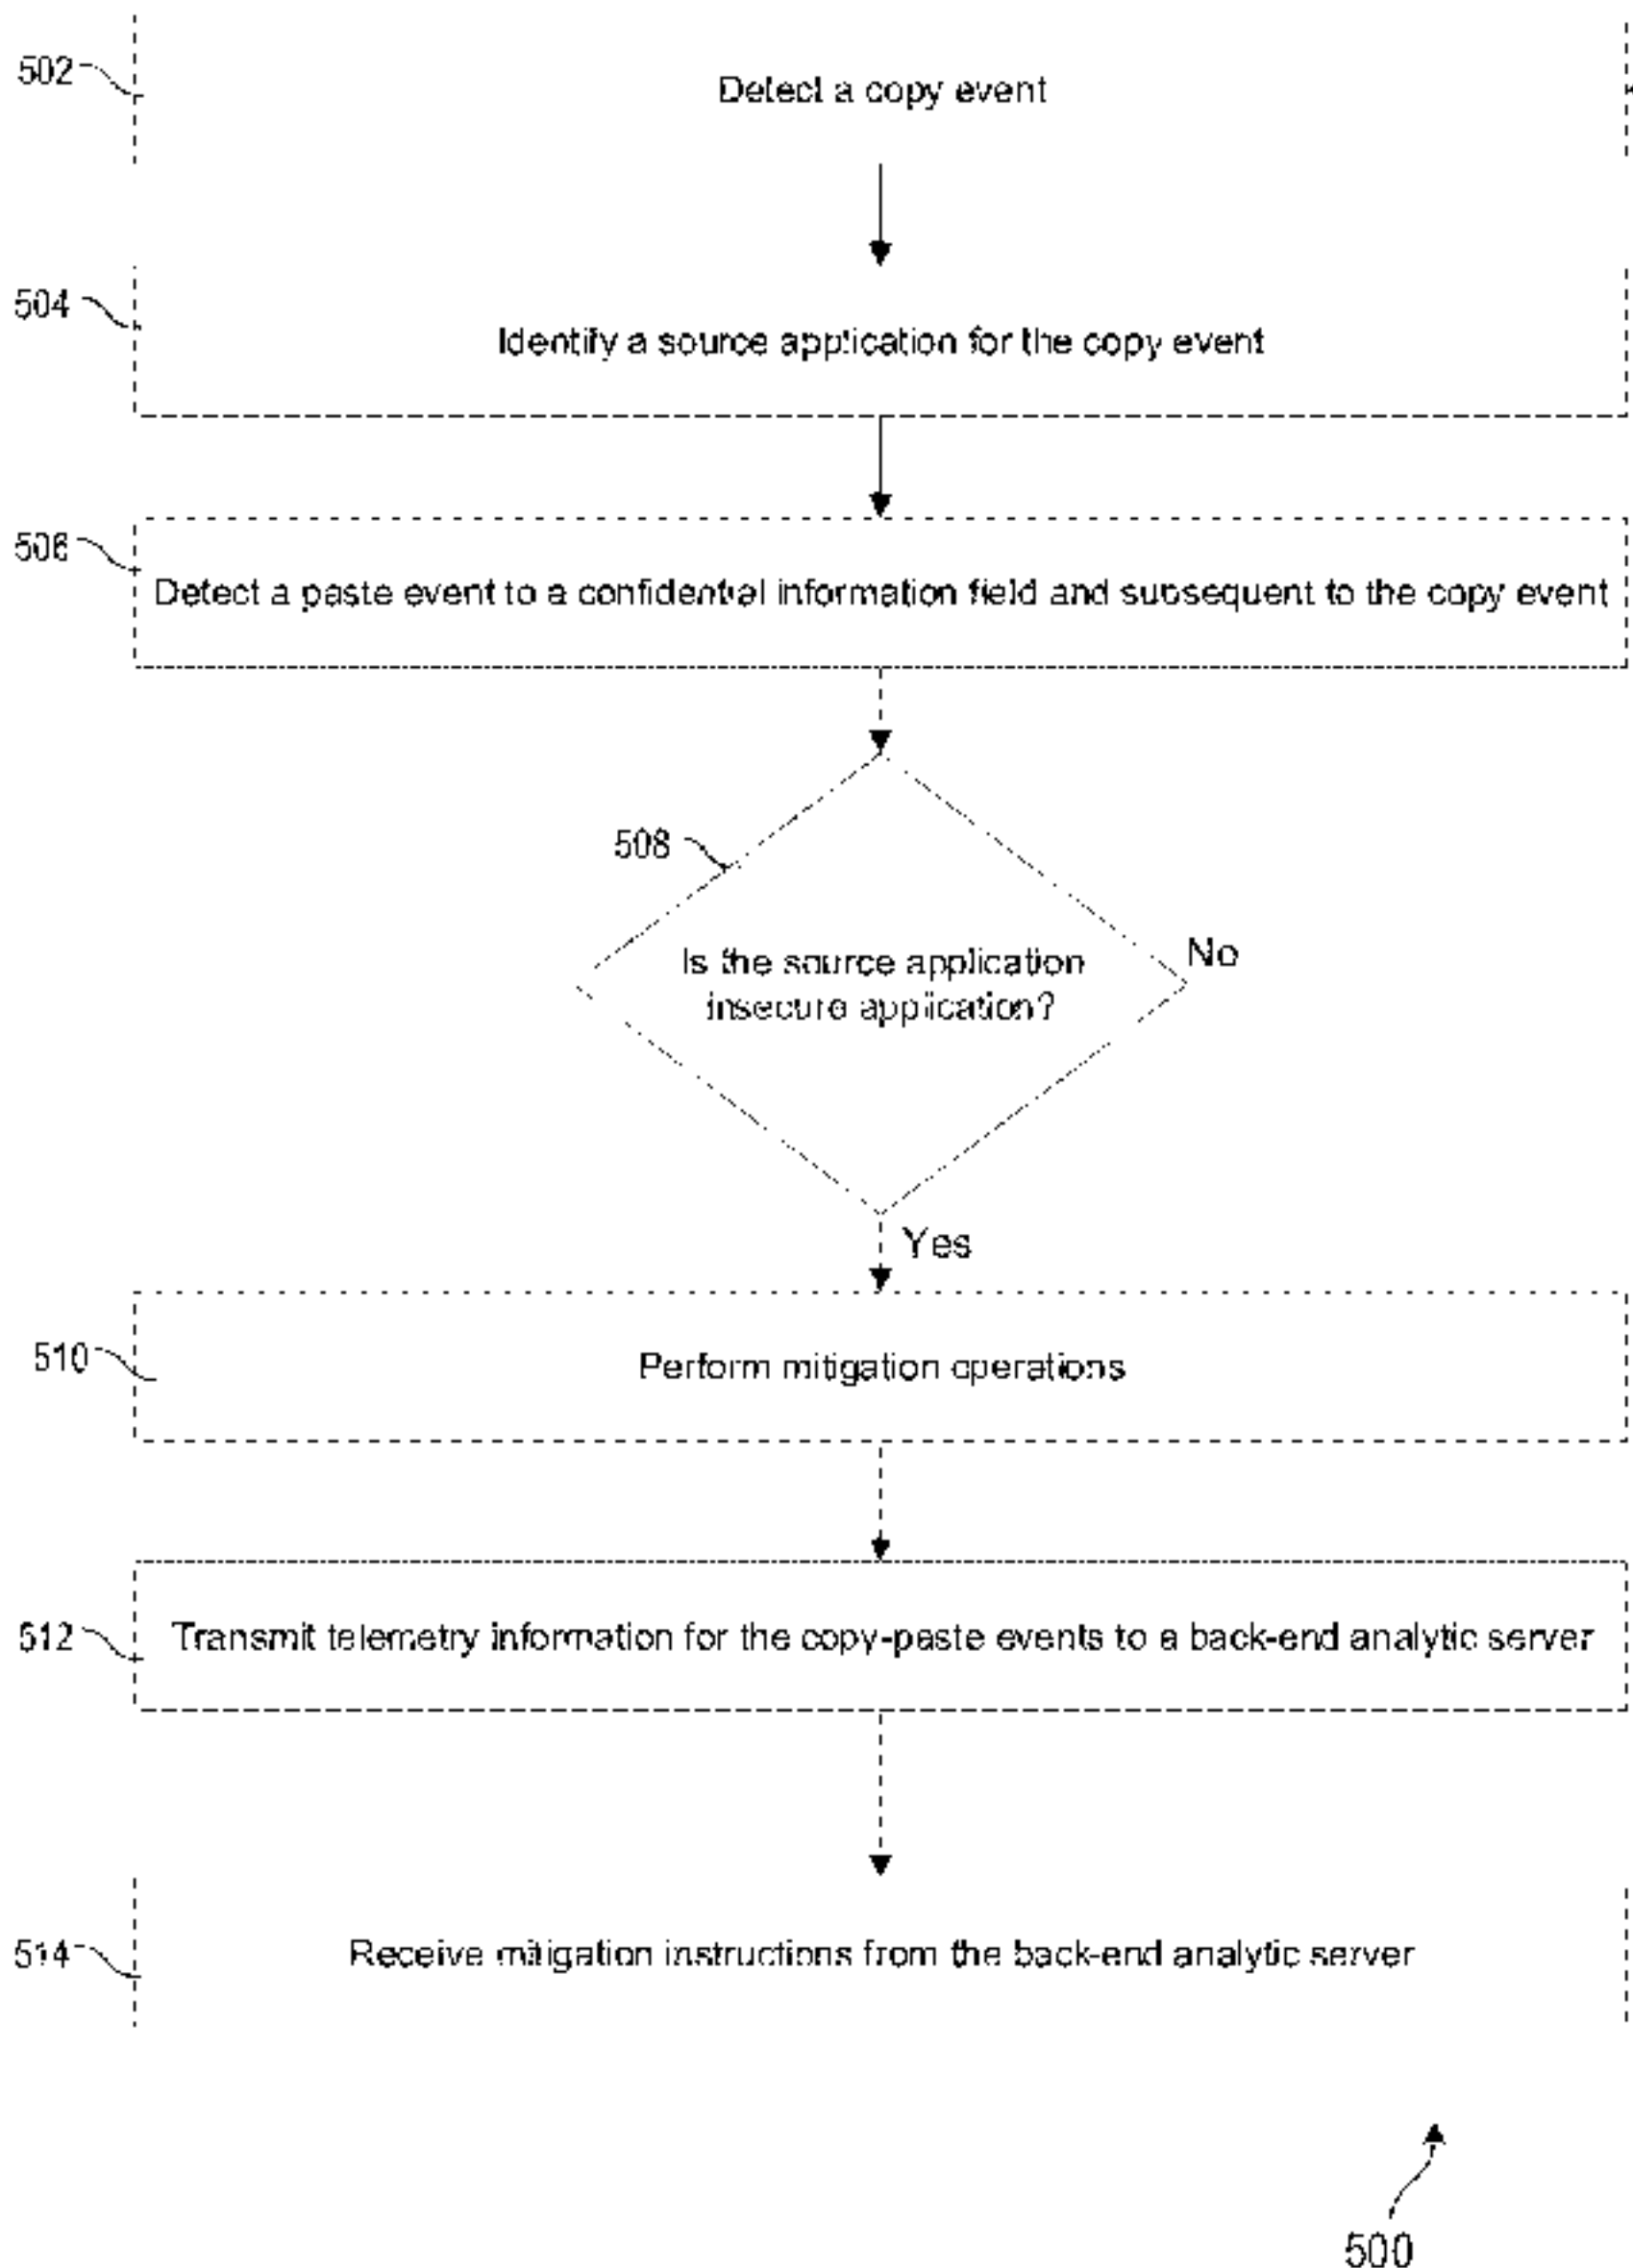 502
Detect a copy event
504
Identify a source application for the copy event
506
Detect a paste event to a confidential information field and subsequent to the copy event
508
Is the source application
insecure application?
No
Yes
510
Perform mitigation operations
512
Transmit telemetry information for the copy-paste events to a back-end analytic server
514
Receive mitigation instructions from the back-end analytic server
500